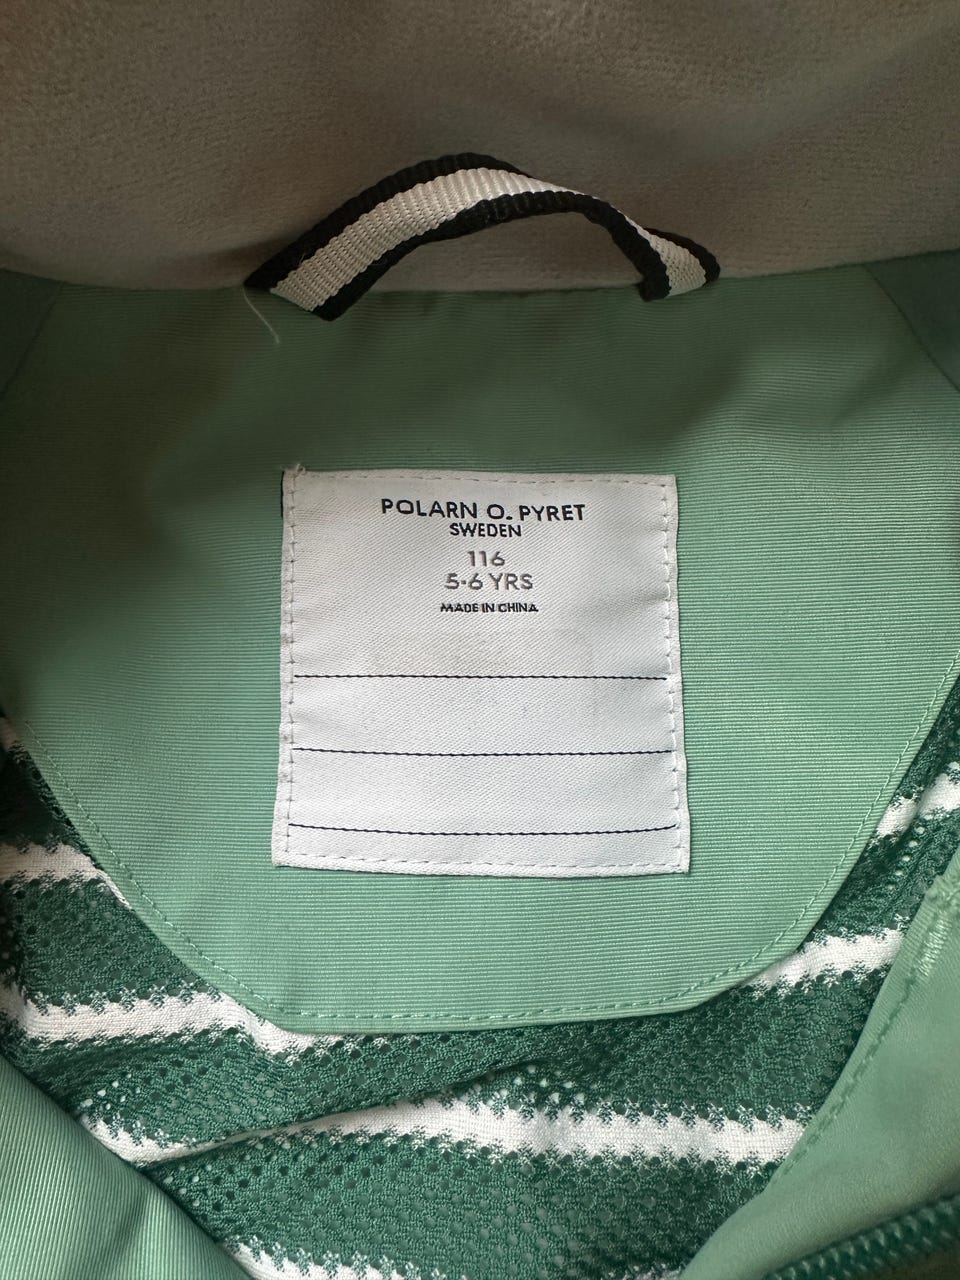 POLARN O. PYRET
SWEDEN
116
5-6 YRS
MADE IN CHINA